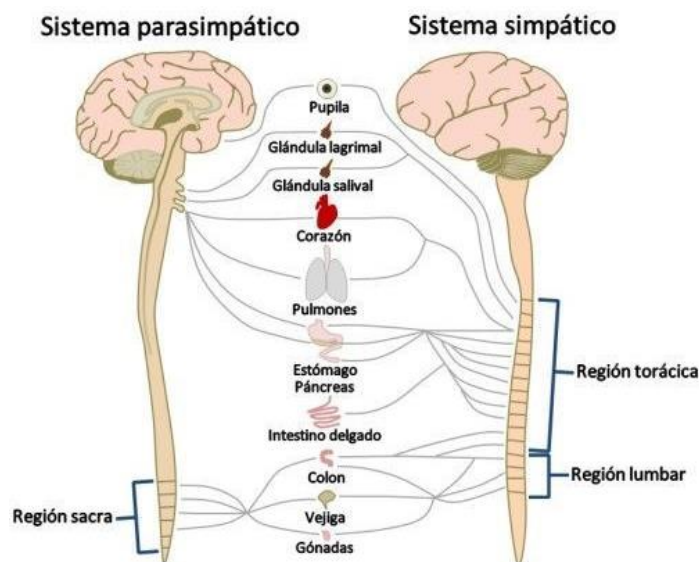 Sistema parasimpático
Sistema simpático
Pupila
Glándula lagrimal
Glándula salival
Corazón
Pulmones
Estómago
Páncreas
Intestino delgado
Colon
Vejiga
Gónadas
Región torácica
Región lumbar
Región sacra